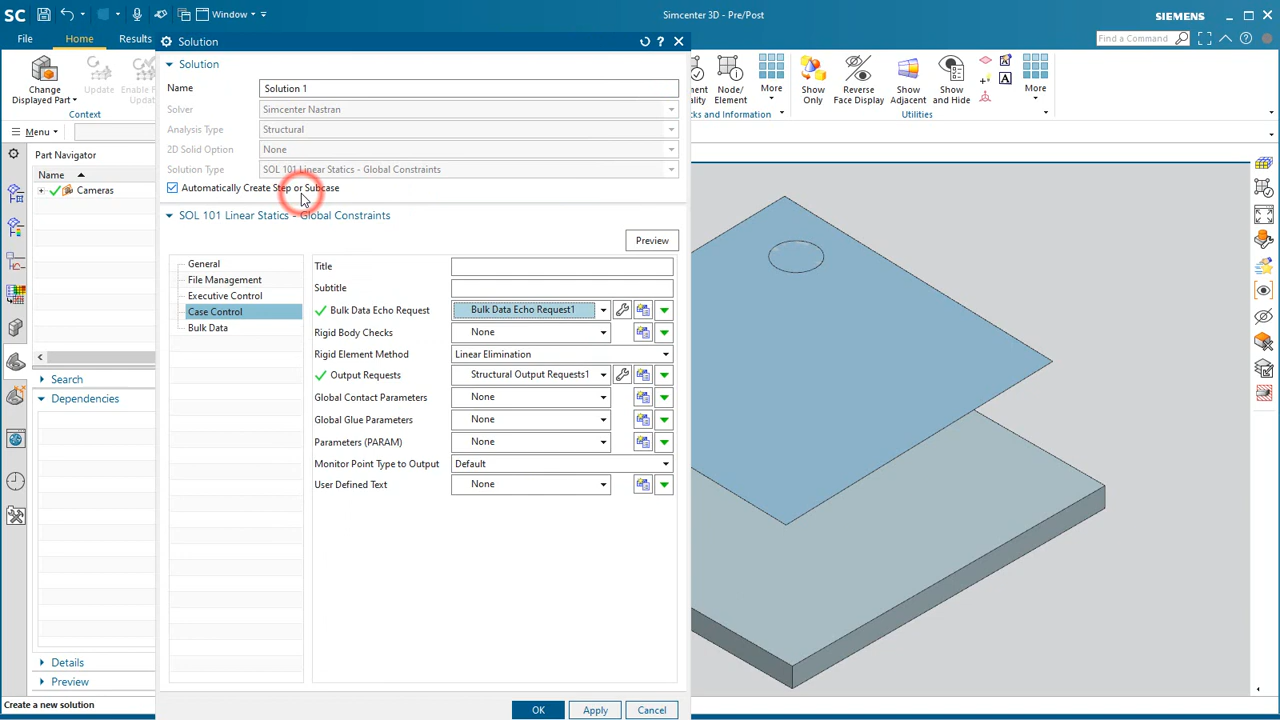 SC
Window
Simcenter 3D - Pre/Post
SIEMENS
File
Home
Results
Find a Command
Change
Displayed Part
Update
Context
Menu
Node/
Element
More
Show
Only
Reverse
Face Display
Show
Adjacent
Show
and Hide
More
Utilities
Part Navigator
Name
Cameras
Search
Dependencies
Details
Preview
Create a new solution
Solution
Solution
Name
Solution 1
Solver
Simcenter Nastran
Analysis Type
Structural
2D Solid Option
None
Solution Type
SOL 101 Linear Statics - Global Constraints
Automatically Create Step or Subcase
SOL 101 Linear Statics - Global Constraints
Preview
General
File Management
Executive Control
Case Control
Bulk Data
Title
Subtitle
Bulk Data Echo Request
Bulk Data Echo Request1
Rigid Body Checks
None
Rigid Element Method
Linear Elimination
Output Requests
Structural Output Requests1
Global Contact Parameters
None
Global Glue Parameters
None
Parameters (PARAM)
None
Monitor Point Type to Output
Default
User Defined Text
None
OK
Apply
Cancel